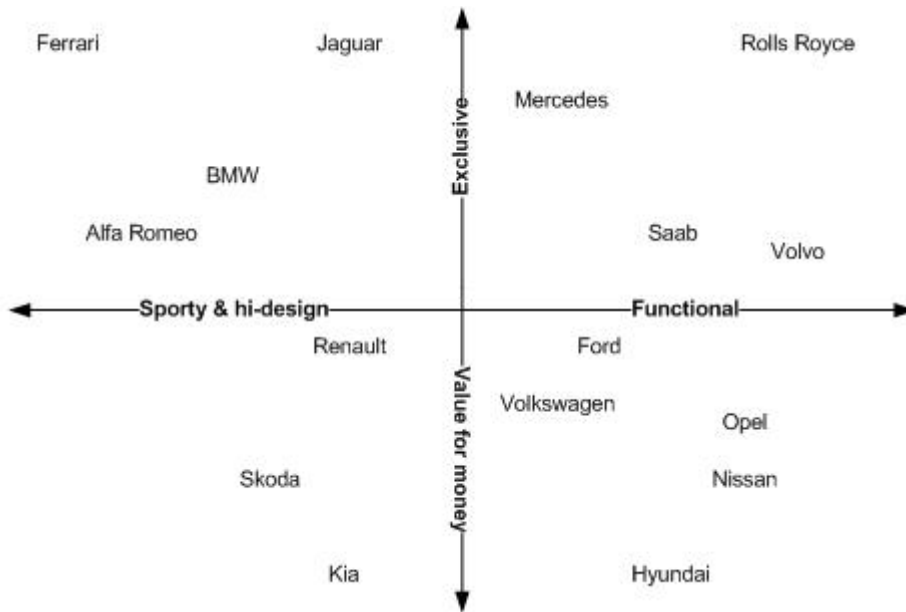 Ferrari
Jaguar
Rolls Royce
Mercedes
Exclusive
BMW
Alfa Romeo
Saab
Volvo
Sporty & hi-design
Functional
Renault
Ford
Value for money
Volkswagen
Opel
Skoda
Nissan
Kia
Hyundai